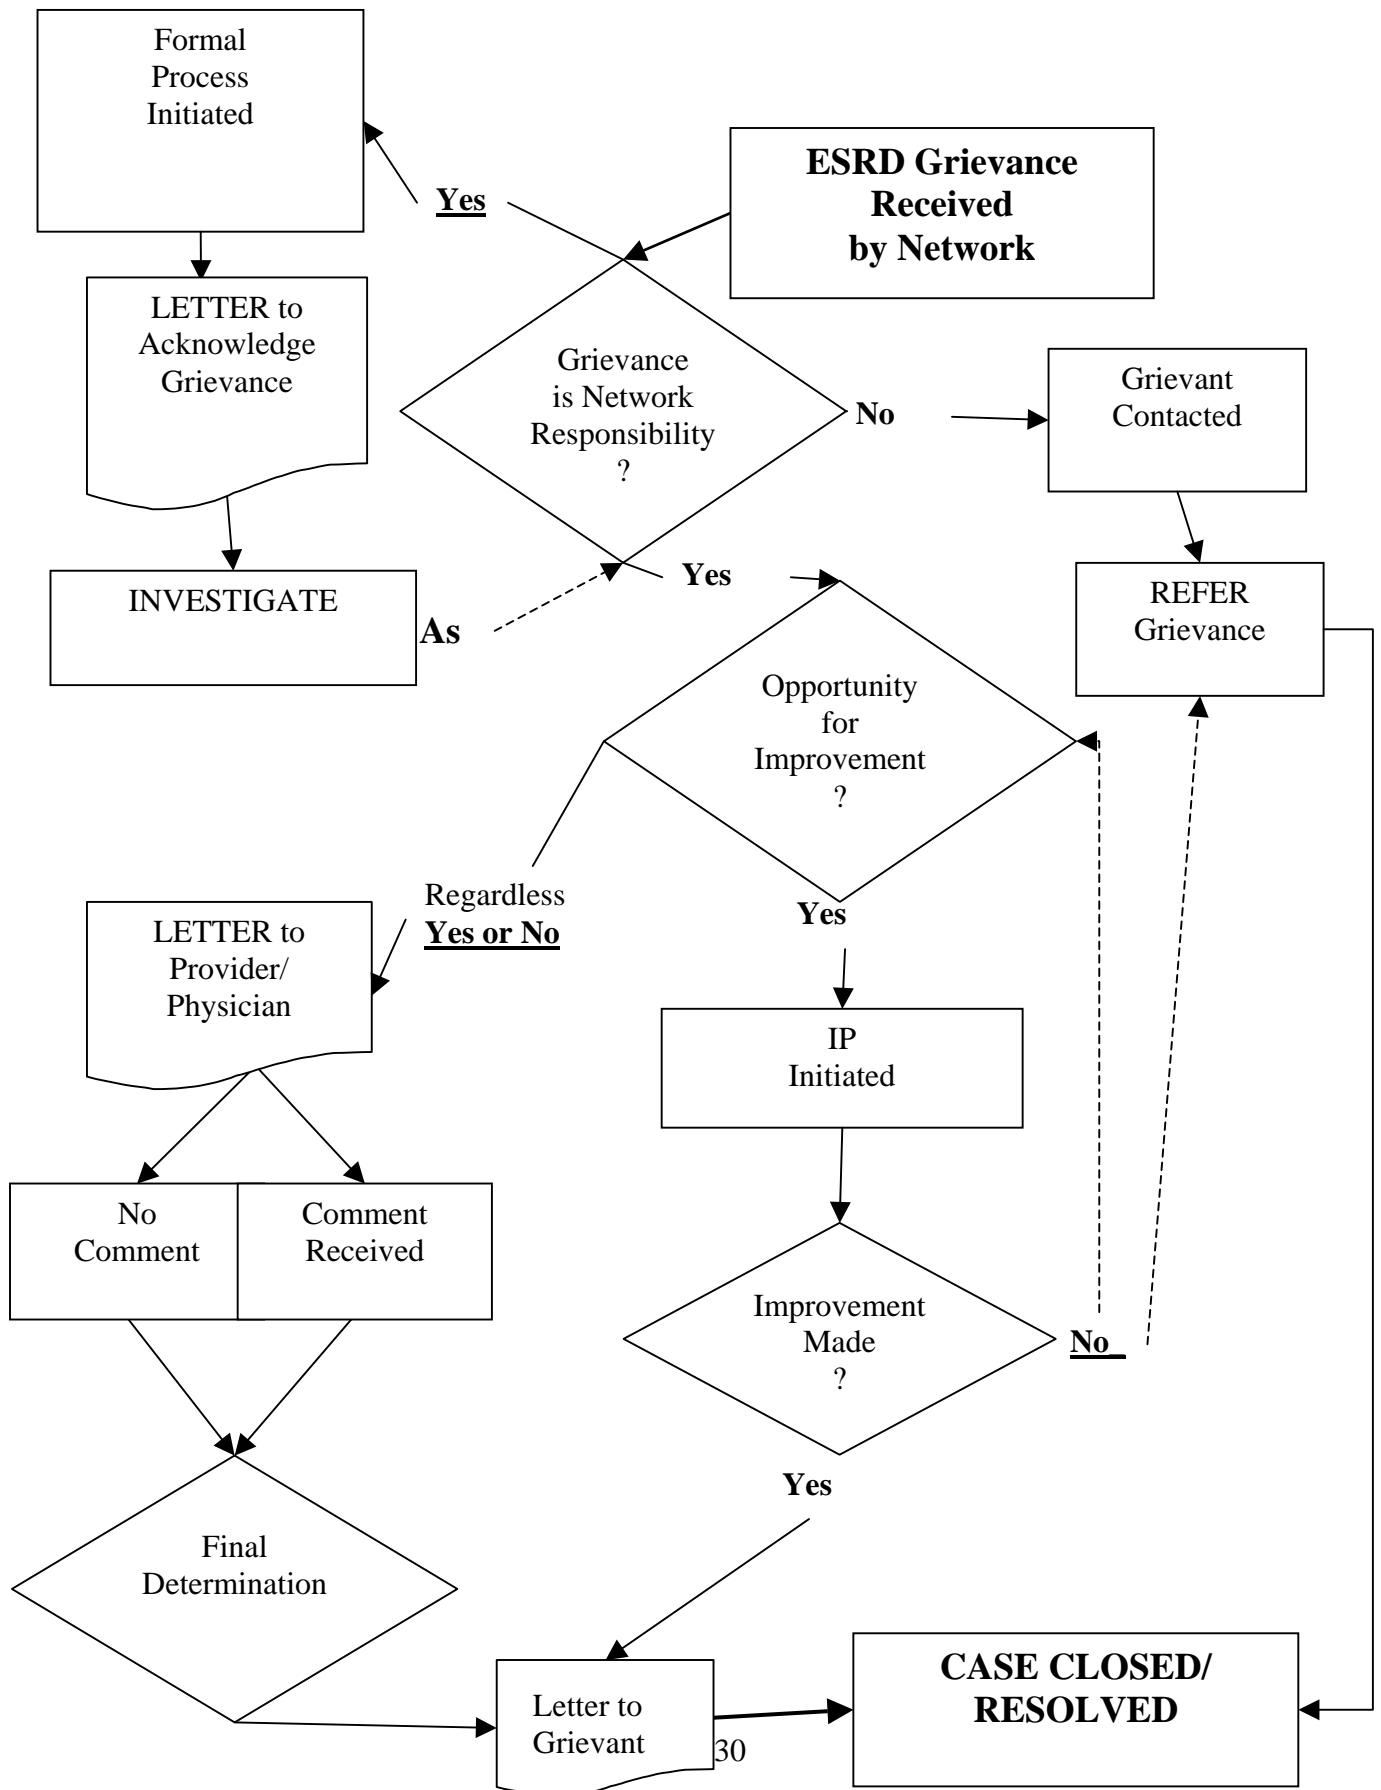 Formal
Process
Initiated
ESRD Grievance
Received
by Network
Yes
LETTER to
Acknowledge
Grievance
Grievance
is Network
Responsibility
?
No
Grievant
Contacted
INVESTIGATE
As
Yes
REFER
Grievance
Opportunity
for
Improvement
?
Regardless
Yes or No
Yes
LETTER to
Provider/
Physician
IP
Initiated
No
Comment
Comment
Received
Improvement
Made
?
No_
Yes
Final
Determination
Letter to
Grievant
30
CASE CLOSED/
RESOLVED